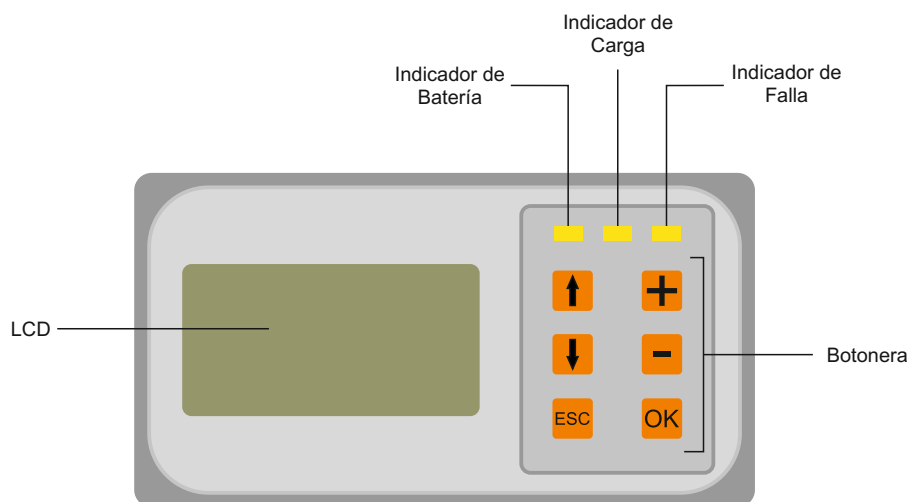 Indicador de
Carga
Indicador de
Batería
Indicador de
Falla
LCD
Botonera
ESC
OK